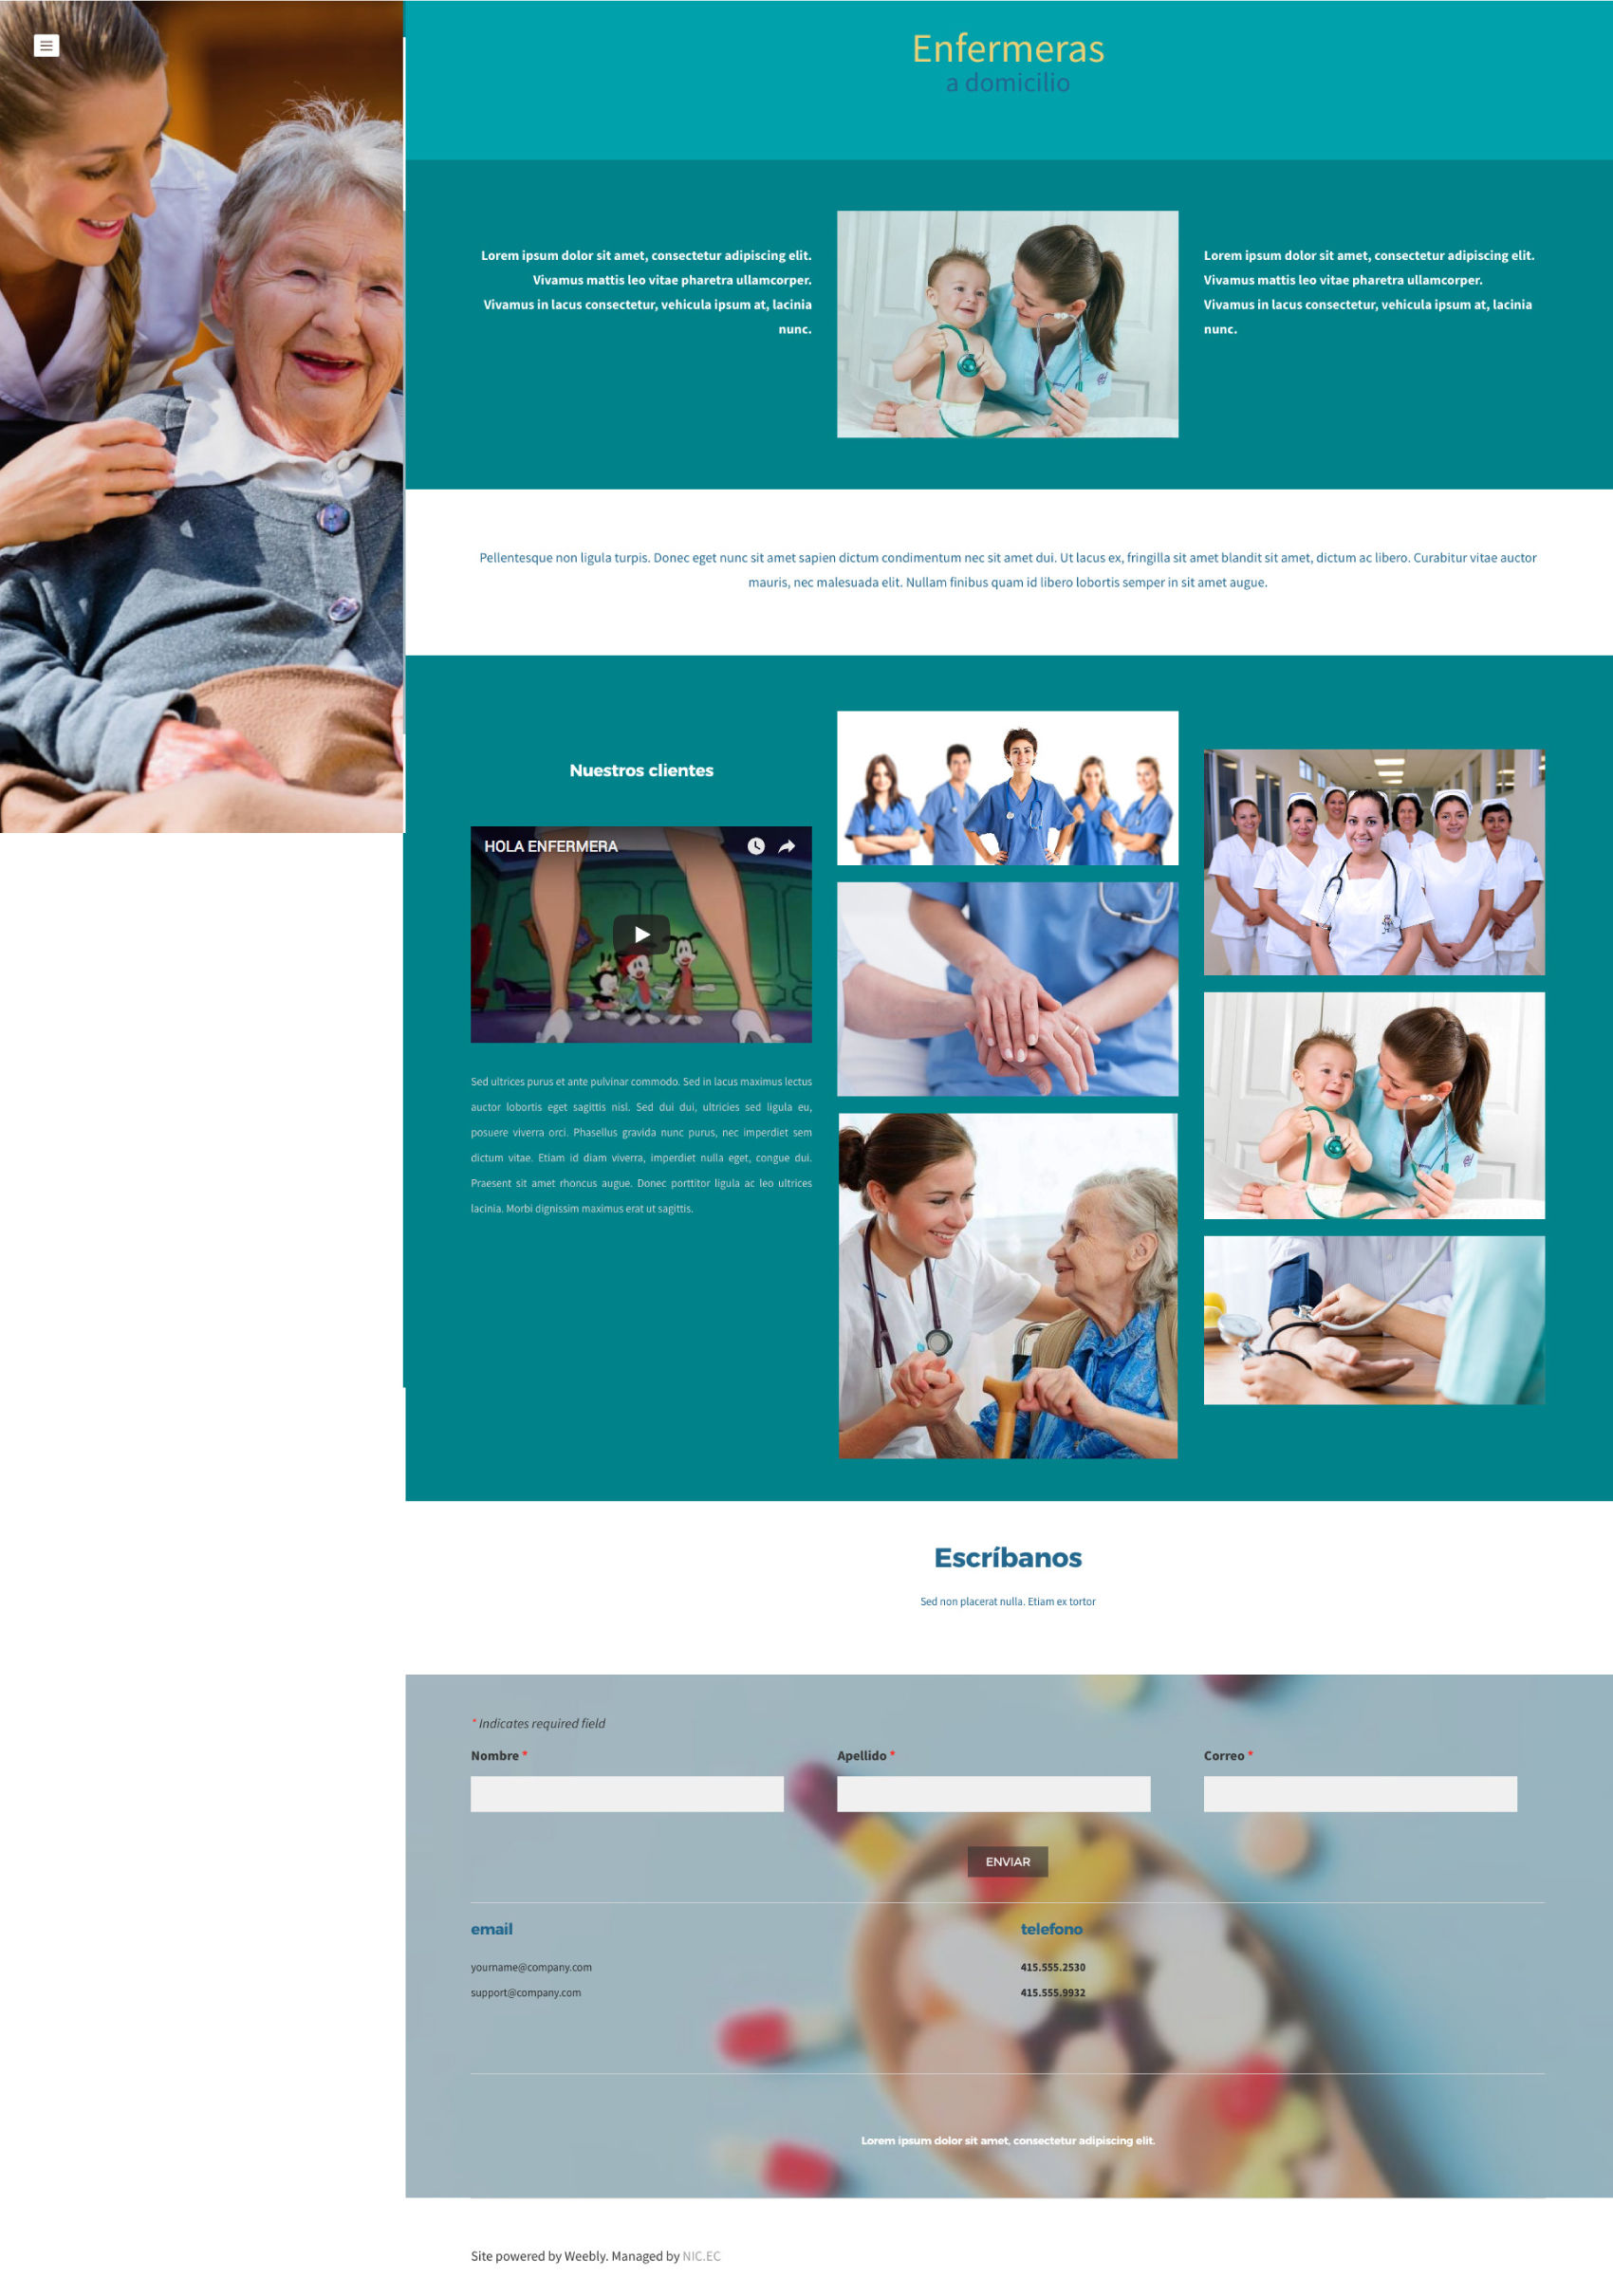 Enfermeras
a domicilio
Lorem ipsum dolor sit amet, consectetur adipiscing elit.
Vivamus mattis leo vitae pharetra ullamcorper.
Vivamus in lacus consectetur, vehicula ipsum at, lacinia
nunc.
Lorem ipsum dolor sit amet, consectetur adipiscing elit.
Vivamus mattis leo vitae pharetra ullamcorper.
Vivamus in lacus consectetur, vehicula ipsum at, lacinia
nunc.
Pellentesque non ligula turpis. Donec eget nunc sit amet sapien dictum condimentum nec sit amet dui. Ut lacus ex, fringilla sit amet blandit sit amet, dictum ac libero. Curabitur vitae auctor
mauris, nec malesuada elit. Nullam finibus quam id libero lobortis semper in sit amet augue.
Nuestros clientes
HOLA ENFERMERA
Sed ultrices purus et ante pulvinar commodo. Sed in lacus maximus lectus
auctor lobortis eget sagittis nisl. Sed dui dui, ultricies sed ligula eu,
posuere viverra orci. Phasellus gravida nunc purus, nec imperdiet sem
dictum vitae. Etiam id diam viverra, imperdiet nulla eget, congue dui.
Praesent sit amet rhoncus augue. Donec porttitor ligula ac leo ultrices
lacinia. Morbi dignissim maximus erat ut sagittis.
Escríbanos
Sed non placerat nulla. Etiam ex tortor
* Indicates required field
Nombre *
Apellido *
Correo *
ENVIAR
email
yourname@company.com
support@company.com
telefono
415.555.2530
415.555.9932
Lorem ipsum dolor sit amet, consectetur adipiscing elit.
Site powered by Weebly. Managed by NIC.EC